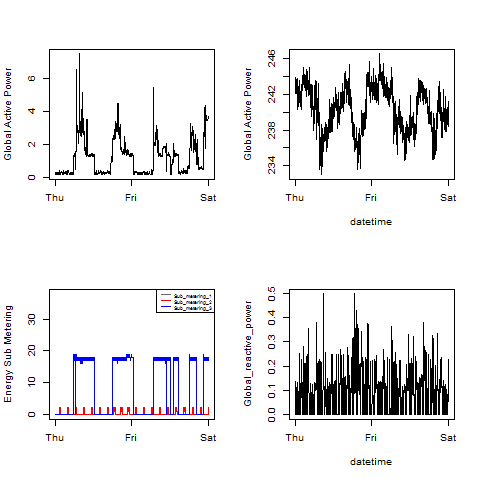 Global Active Power
0 2 4 6
Thu Fri Sat
Global Active Power
234 238 242 246
Thu Fri Sat
datetime
Energy Sub Metering
0 10 20 30
Sub_metering_1
Sub_metering_2
Sub_metering_3
Thu Fri Sat
Global_reactive_power
0.0 0.1 0.2 0.3 0.4 0.5
Thu Fri Sat
datetime